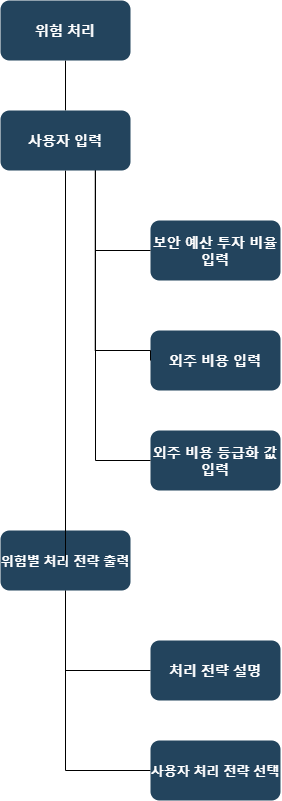 위험 처리
사용자 입력
보안 예산 투자 비율
입력
외주 비용 입력
외주 비용 등급화 값
입력
위험별 처리 전략 출력
처리 전략 설명
사용자 처리 전략 선택